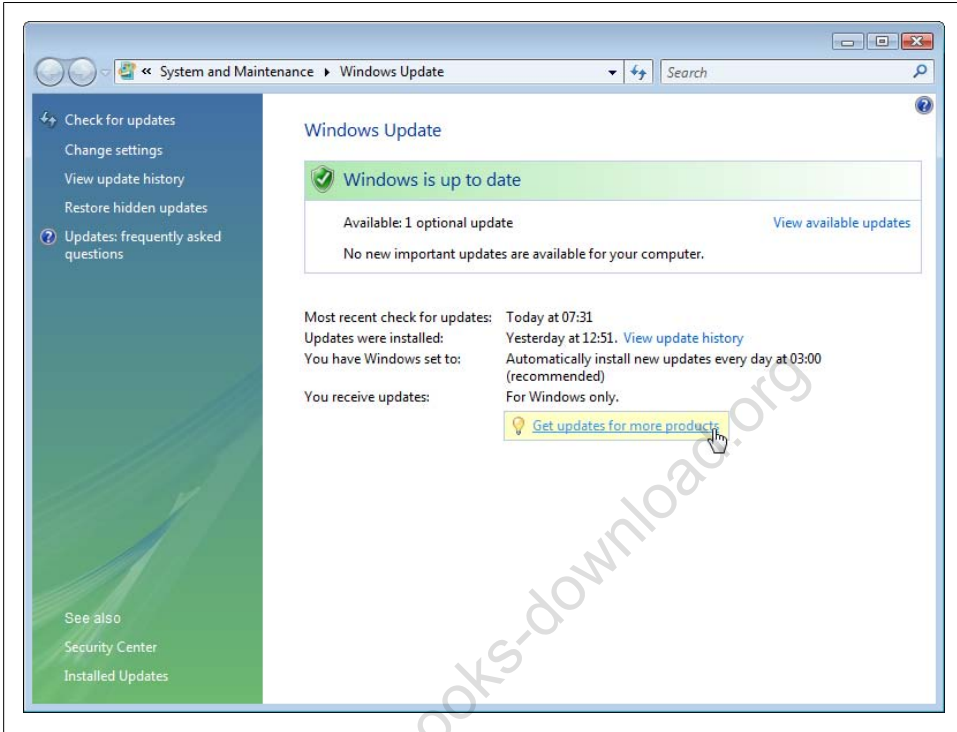 « System and Maintenance ▸ Windows Update
Search
Check for updates
Change settings
View update history
Restore hidden updates
Updates: frequently asked
questions
See also
Security Center
Installed Updates
Windows Update
Windows is up to date
Available: 1 optional update
View available updates
No new important updates are available for your computer.
Most recent check for updates: Today at 07:31
Updates were installed: Yesterday at 12:51. View update history
You have Windows set to: Automatically install new updates every day at 03:00
(recommended)
You receive updates: For Windows only.
Get updates for more products
ooks-download.org